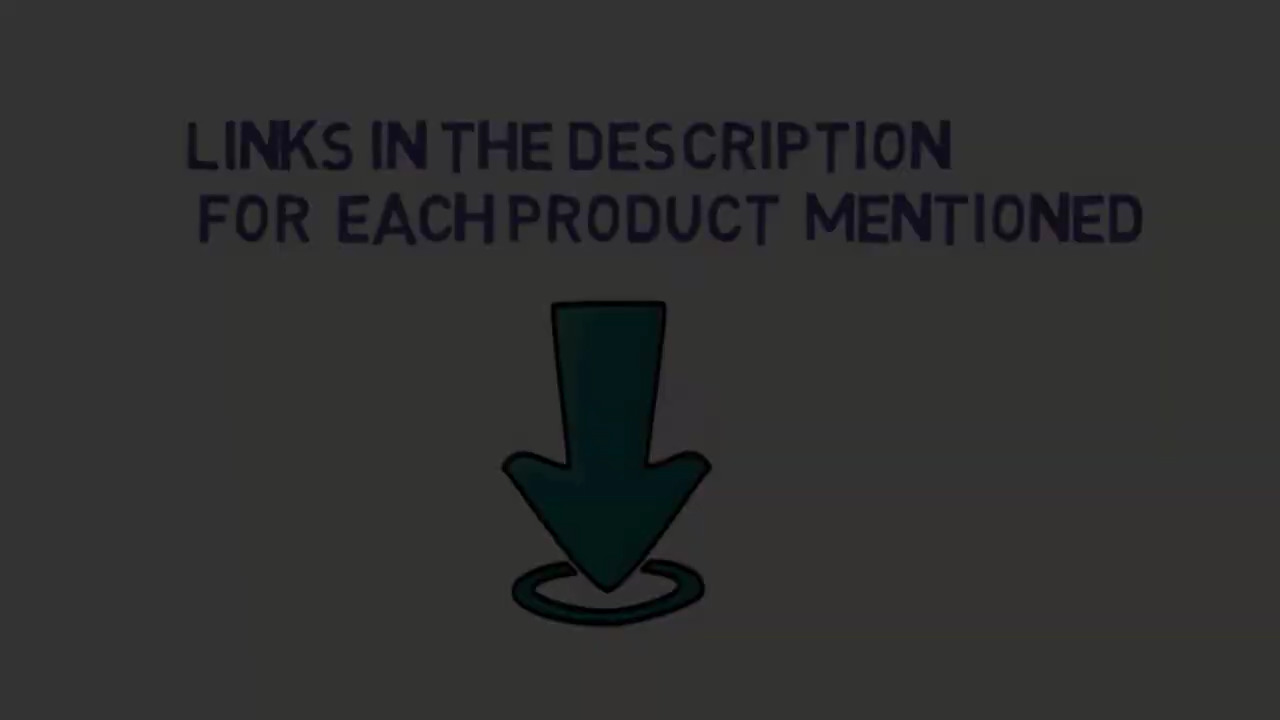 LINKS IN THE DESCRIPTION
FOR EACH PRODUCT MENTIONED